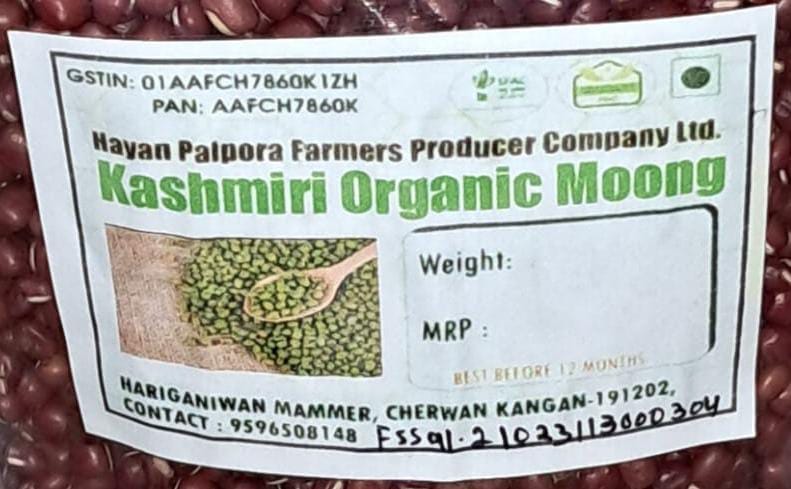 GSTIN: 01AAFCH7860K1ZH
PAN: AAFCH7860K
Hayan Palpora Farmers Producer Company Ltd.
Kashmiri Organic Moong
Weight:
MRP :
BEST BEFORE 12 MONTHS
HARIGANIWAN MAMMER, CHERWAN KANGAN-191202,
CONTACT : 9596508148 FSSaI. 21023113000304